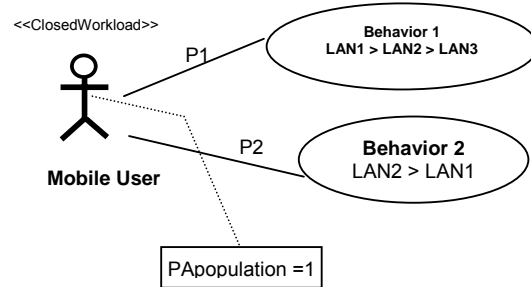 <<ClosedWorkload>>
Behavior 1
LAN1 > LAN2 > LAN3
P1
P2
Behavior 2
LAN2 > LAN1
Mobile User
PApopulation =1